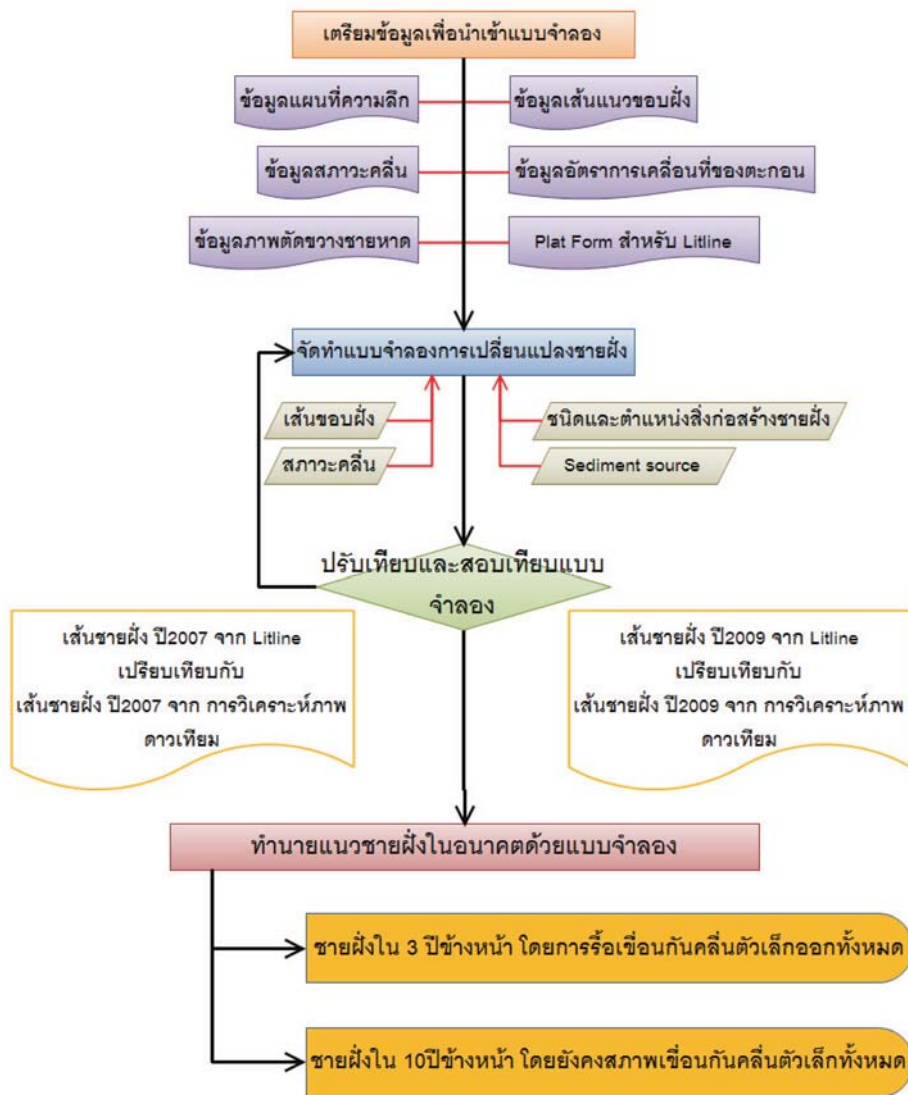 เตรียมข้อมูลเพื่อนำเข้าแบบจำลอง
ข้อมูลแผนที่ความลึก
ข้อมูลเส้นแนวขอบฝั่ง
ข้อมูลสภาวะคลื่น
ข้อมูลอัตราการเคลื่อนที่ของตะกอน
ข้อมูลภาพตัดขวางชายหาด
Plat Form สำหรับ Litline
จัดทำแบบจำลองการเปลี่ยนแปลงชายฝั่ง
เส้นขอบฝั่ง
ชนิดและตำแหน่งสิ่งก่อสร้างชายฝั่ง
สภาวะคลื่น
Sediment source
ปรับเทียบและสอบเทียบแบบ
จำลอง
เส้นชายฝั่ง ปี2007 จาก Litline
เปรียบเทียบกับ
เส้นชายฝั่ง ปี2007 จาก การวิเคราะห์ภาพ
ดาวเทียม
เส้นชายฝั่ง ปี2009 จาก Litline
เปรียบเทียบกับ
เส้นชายฝั่ง ปี2009 จาก การวิเคราะห์ภาพ
ดาวเทียม
ทำนายแนวชายฝั่งในอนาคตด้วยแบบจำลอง
ชายฝั่งใน 3 ปีข้างหน้า โดยการรื้อเขื่อนกันคลื่นตัวเล็กออกทั้งหมด
ชายฝั่งใน 10ปีข้างหน้า โดยยังคงสภาพเขื่อนกันคลื่นตัวเล็กทั้งหมด